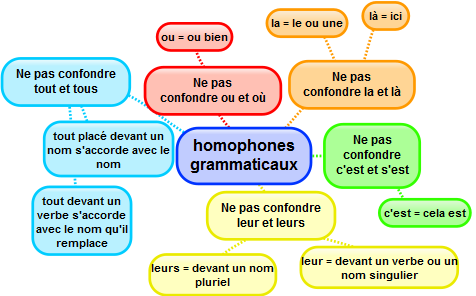 ou = ou bien
la = le ou une
là = ici
Ne pas confondre
tout et tous
Ne pas
confondre ou et où
Ne pas
confondre la et là
tout placé devant un
nom s'accorde avec le
nom
homophones
grammaticaux
Ne pas
confondre
c'est et s'est
tout devant un
verbe s'accorde
avec le nom qu'il
remplace
Ne pas confondre
leur et leurs
c'est = cela est
leurs = devant un nom
pluriel
leur = devant un verbe ou un
nom singulier